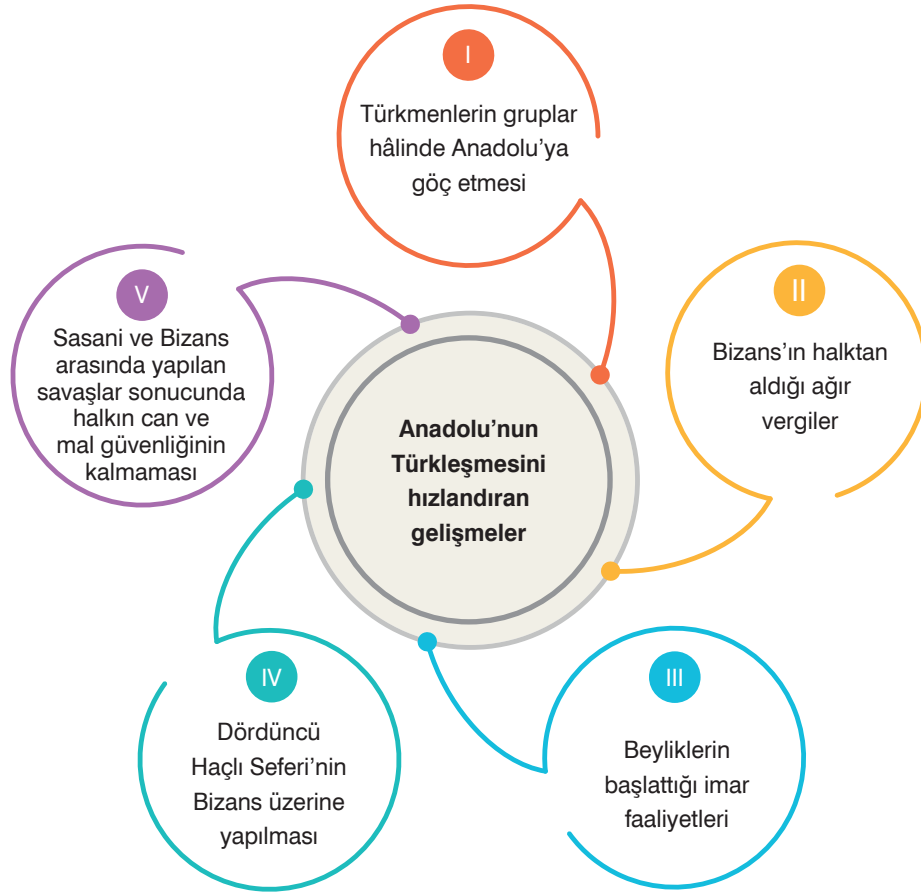 I
Türkmenlerin gruplar
hâlinde Anadolu’ya
göç etmesi
II
Bizans’ın halktan
aldığı ağır
vergiler
III
Beyliklerin
başlattığı imar
faaliyetleri
IV
Dördüncü
Haçlı Seferi’nin
Bizans üzerine
yapılması
V
Sasani ve Bizans
arasında yapılan
savaşlar sonucunda
halkın can ve
mal güvenliğinin
kalmaması
Anadolu’nun
Türkleşmesini
hızlandıran
gelişmeler